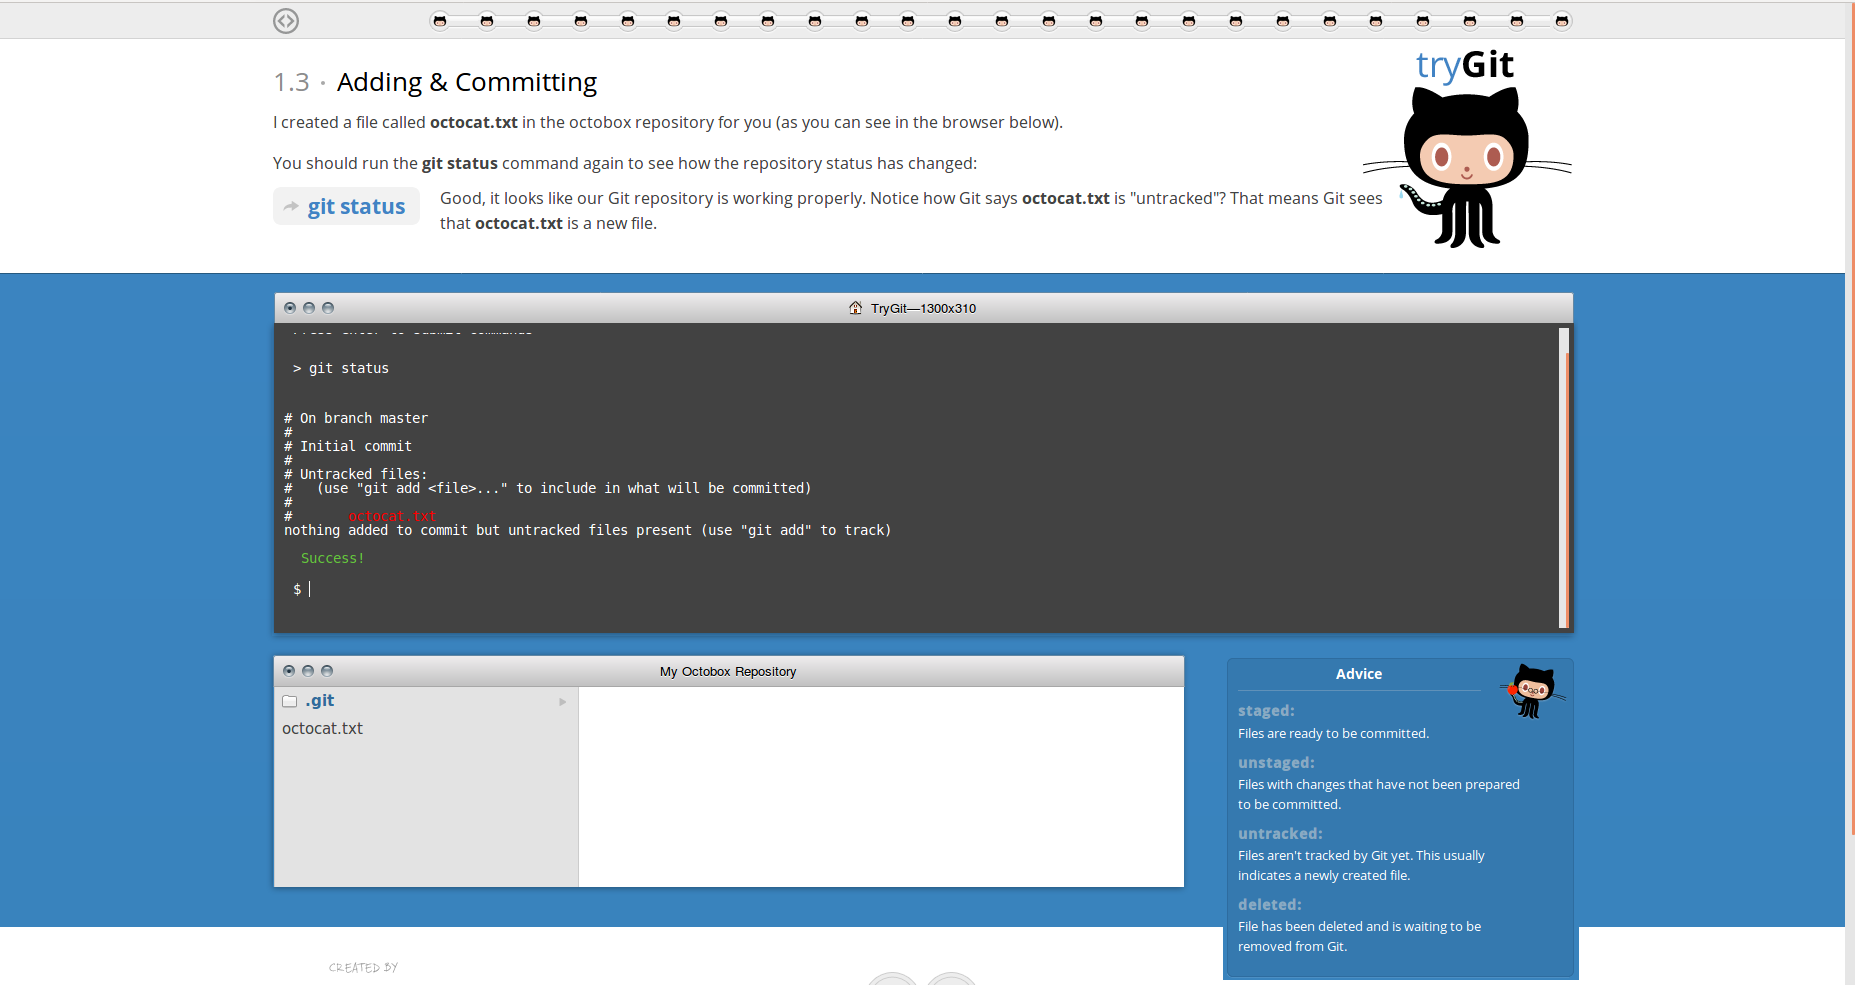 1.3 · Adding & Committing
tryGit
I created a file called octocat.txt in the octobox repository for you (as you can see in the browser below).
You should run the git status command again to see how the repository status has changed:
git status
Good, it looks like our Git repository is working properly. Notice how Git says octocat.txt is "untracked"? That means Git sees
that octocat.txt is a new file.
TryGit—1300x310
> git status
# On branch master
#
# Initial commit
#
# Untracked files:
#   (use "git add <file>..." to include in what will be committed)
#
#       octocat.txt
nothing added to commit but untracked files present (use "git add" to track)
Success!
$
My Octobox Repository
.git
octocat.txt
Advice
staged:
Files are ready to be committed.
unstaged:
Files with changes that have not been prepared
to be committed.
untracked:
Files aren't tracked by Git yet. This usually
indicates a newly created file.
deleted:
File has been deleted and is waiting to be
removed from Git.
CREATED BY